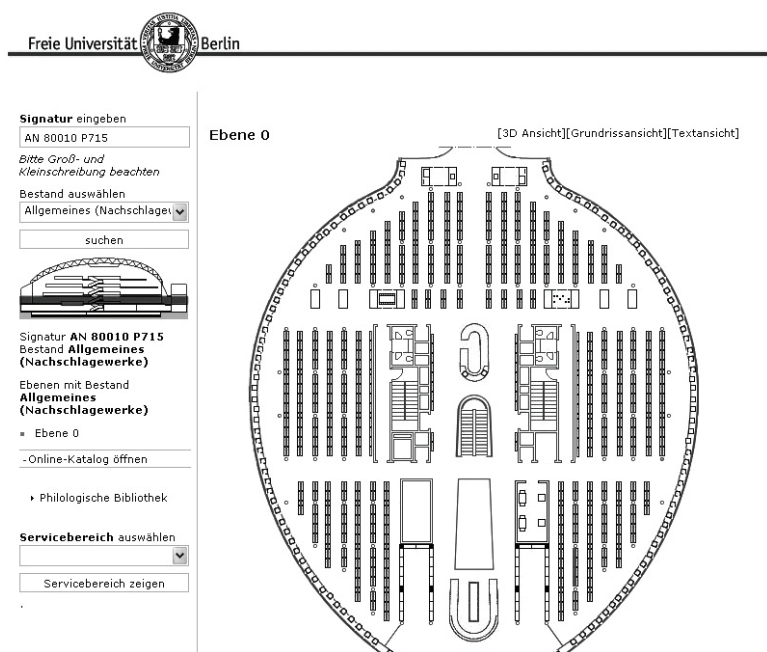 Freie Universität Berlin
Signatur eingeben
AN 80010 P715
Bitte Groß- und
Kleinschreibung beachten
Bestand auswählen
Allgemeines (Nachschlageu
suchen
Signatur AN 80010 P715
Bestand Allgemeines
(Nachschlagewerke)
Ebenen mit Bestand
Allgemeines
(Nachschlagewerke)
Ebene 0
-Online-Katalog öffnen
Philologische Bibliothek
Servicebereich auswählen
Servicebereich zeigen
.
Ebene 0
[3D Ansicht][Grundrissansicht][Textansicht]